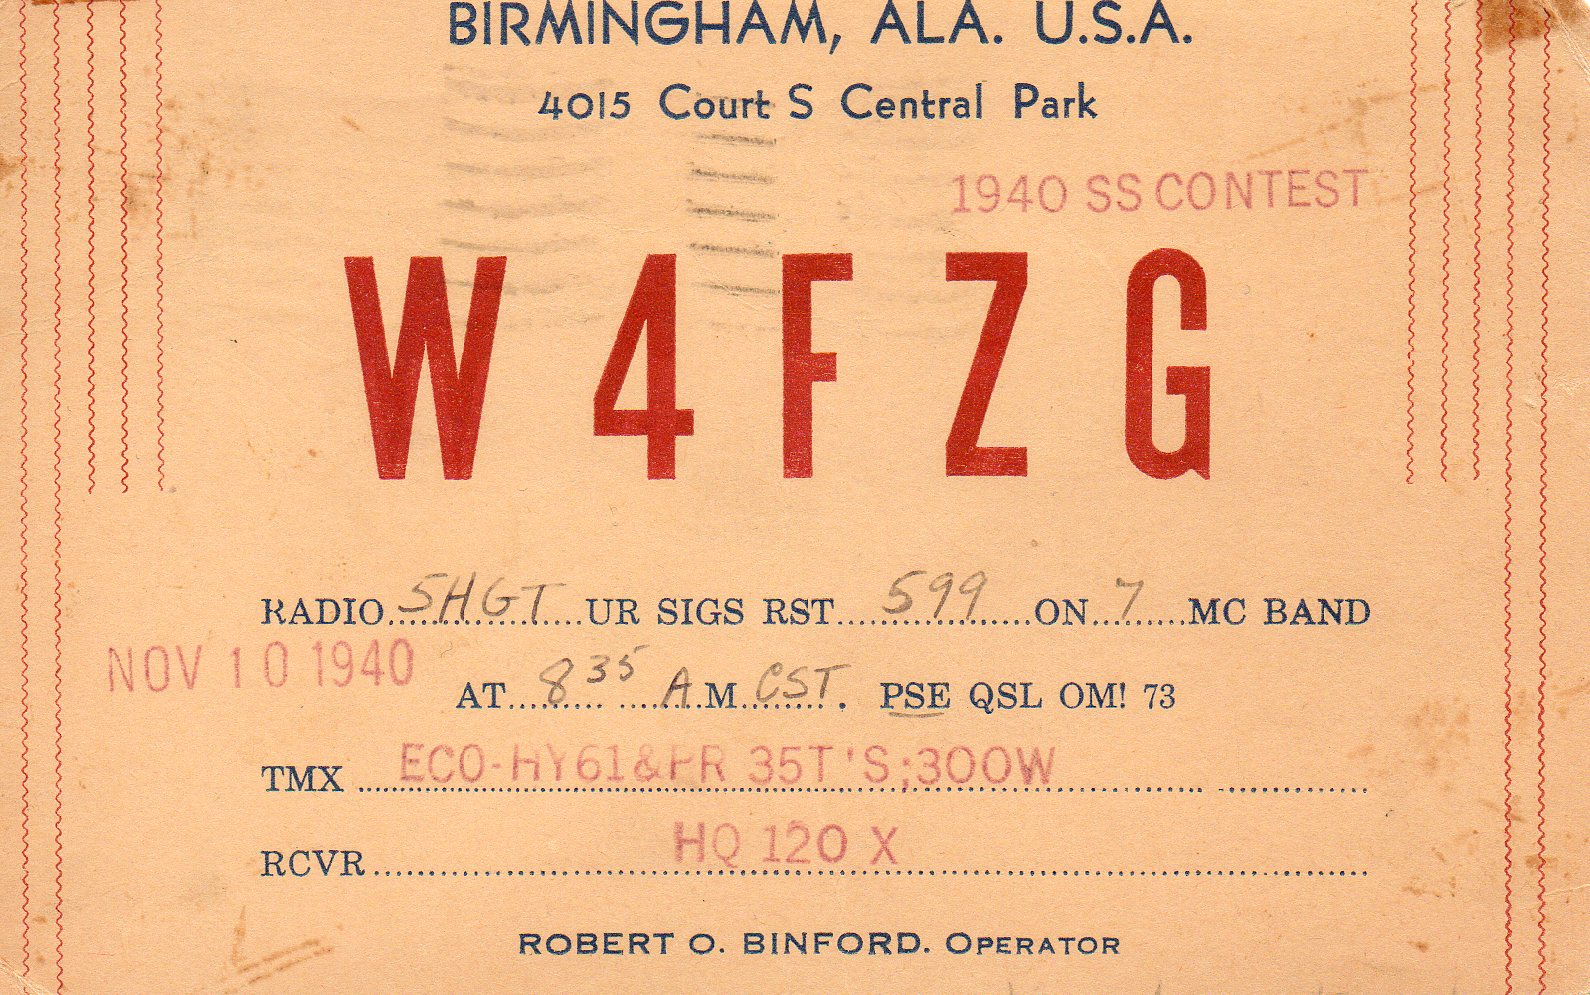 BIRMINGHAM, ALA. U.S.A.
4015 Court S Central Park
1940 SS CONTEST
W4FZG
RADIO 5HGT UR SIGS RST 599 ON 7 MC BAND
NOV 10 1940
AT 8 35 A.M CST. PSE QSL OM! 73
TMX ECO-HY61&PR 35T'S;300W
RCVR HQ 120 X
ROBERT O. BINFORD. OPERATOR